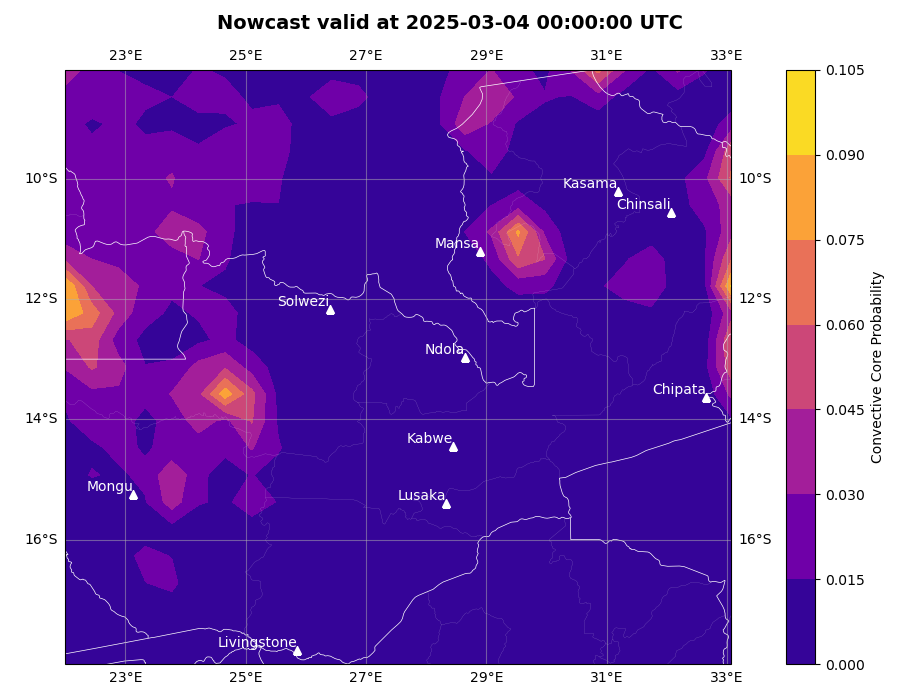 Nowcast valid at 2025-03-04 00:00:00 UTC
23°E 25°E 27°E 29°E 31°E 33°E
0.105
0.090
10°S 10°S
Kasama
Chinsali
Mansa
0.075
12°S 12°S
Solwezi
0.060
Ndola
Chipata
0.045
14°S 14°S
Kabwe
Mongu
Lusaka
0.030
16°S 16°S
0.015
Livingstone
0.000
23°E 25°E 27°E 29°E 31°E 33°E
Convective Core Probability